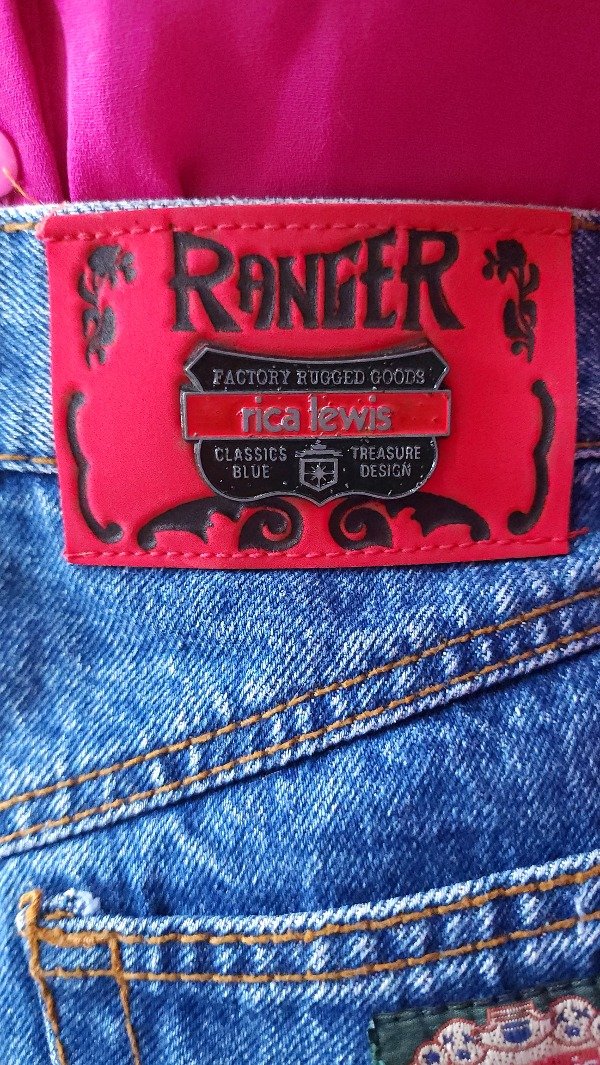 RANGER
FACTORY RUGGED GOODS
rica lewis
CLASSICS TREASURE
BLUE DESIGN